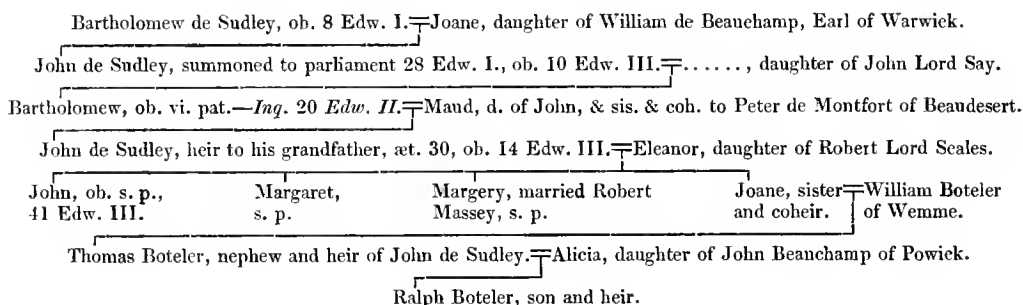 Bartholomew de Sudley, ob. 8 Edw. I.╤Joane, daughter of William de Beauchamp, Earl of Warwick.
John de Sudley, summoned to parliament 28 Edw. I., ob. 10 Edw. III.╤......, daughter of John Lord Say.
Bartholomew, ob. vi. pat.—Inq. 20 Edw. II.╤Maud, d. of John, & sis. & coh. to Peter de Montfort of Beaudesert.
John de Sudley, heir to his grandfather, æt. 30, ob. 14 Edw. III.╤Eleanor, daughter of Robert Lord Scales.
John, ob. s. p., Margaret, Margery, married Robert Joane, sister╤William Boteler
41 Edw. III. s. p. Massey, s. p. and coheir. of Wemme.
Thomas Boteler, nephew and heir of John de Sudley.╤Alicia, daughter of John Beauchamp of Powick.
Ralph Boteler, son and heir.